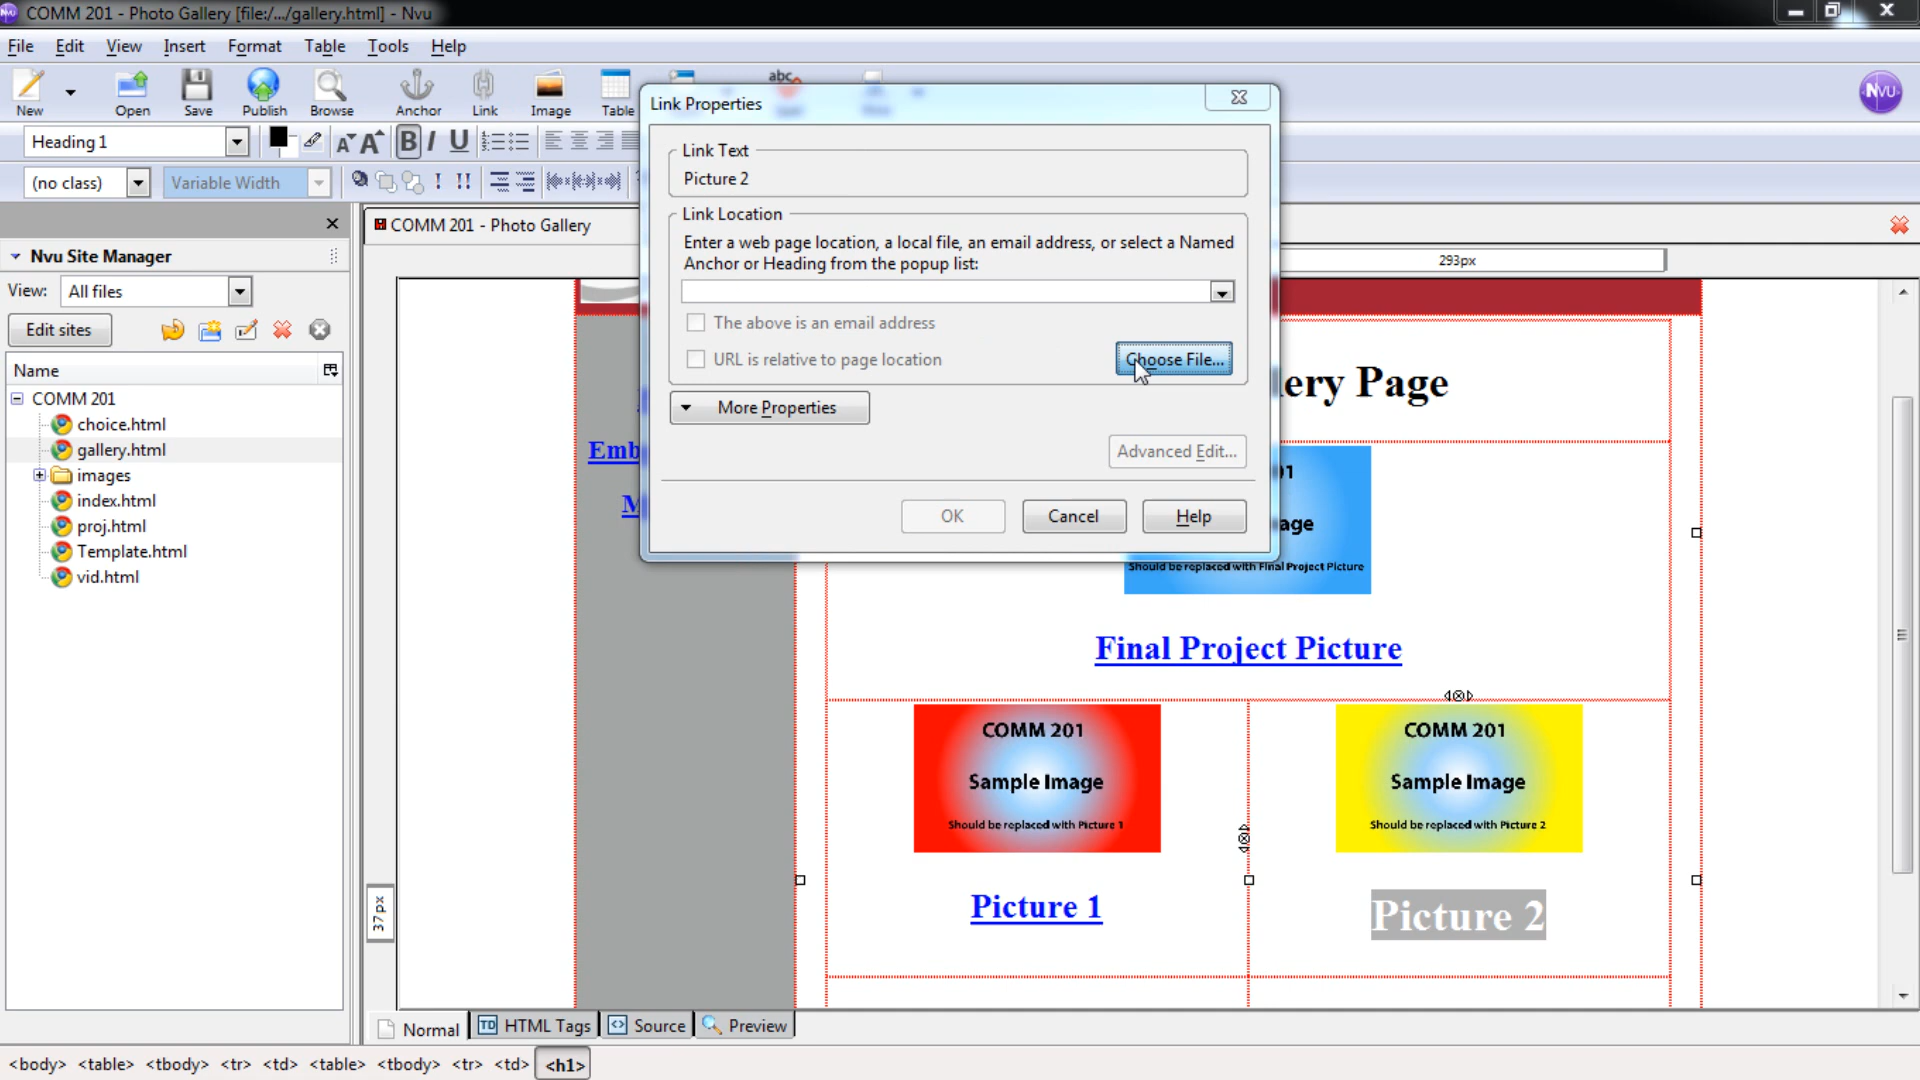 COMM 201 - Photo Gallery [file:/.../gallery.html] - Nvu
File Edit View Insert Format Table Tools Help
New Open Save Publish Browse Anchor Link Image Table
Nvu
Heading 1
B I U
(no class) Variable Width
Link Properties
Link Text
Picture 2
Link Location
Enter a web page location, a local file, an email address, or select a Named
Anchor or Heading from the popup list:
The above is an email address
URL is relative to page location
Choose File...
More Properties
Advanced Edit...
OK Cancel Help
COMM 201 - Photo Gallery
293px
Nvu Site Manager
View: All files
Edit sites
Name
COMM 201
choice.html
gallery.html
images
index.html
proj.html
Template.html
vid.html
ery Page
Emb
M
age
Should be replaced with Final Project Picture
Final Project Picture
COMM 201
Sample Image
Should be replaced with Picture 1
Picture 1
COMM 201
Sample Image
Should be replaced with Picture 2
Picture 2
37px
Normal HTML Tags Source Preview
<body> <table> <tbody> <tr> <td> <table> <tbody> <tr> <td> <h1>